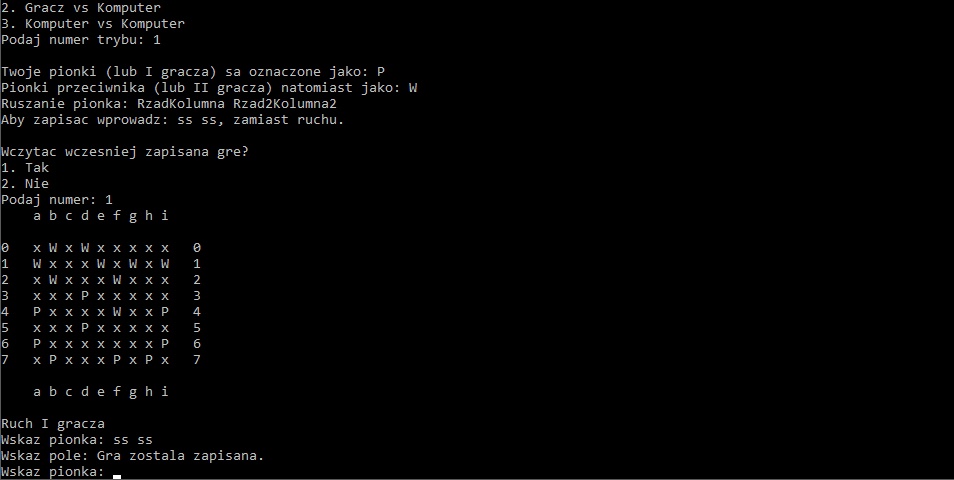 2. Gracz vs Komputer
3. Komputer vs Komputer
Podaj numer trybu: 1
Twoje pionki (lub I gracza) sa oznaczone jako: P
Pionki przeciwnika (lub II gracza) natomiast jako: W
Ruszanie pionka: RzadKolumna Rzad2Kolumna2
Aby zapisac wprowadz: ss ss, zamiast ruchu.
Wczytac wczesniej zapisana gre?
1. Tak
2. Nie
Podaj numer: 1
a b c d e f g h i
0 x W x W x x x x x 0
1 W x x x W x W x W 1
2 x W x x x W x x x 2
3 x x x P x x x x x 3
4 P x x x x W x x P 4
5 x x x P x x x x x 5
6 P x x x x x x x P 6
7 x P x x x P x P x 7
a b c d e f g h i
Ruch I gracza
Wskaz pionka: ss ss
Wskaz pole: Gra zostala zapisana.
Wskaz pionka: